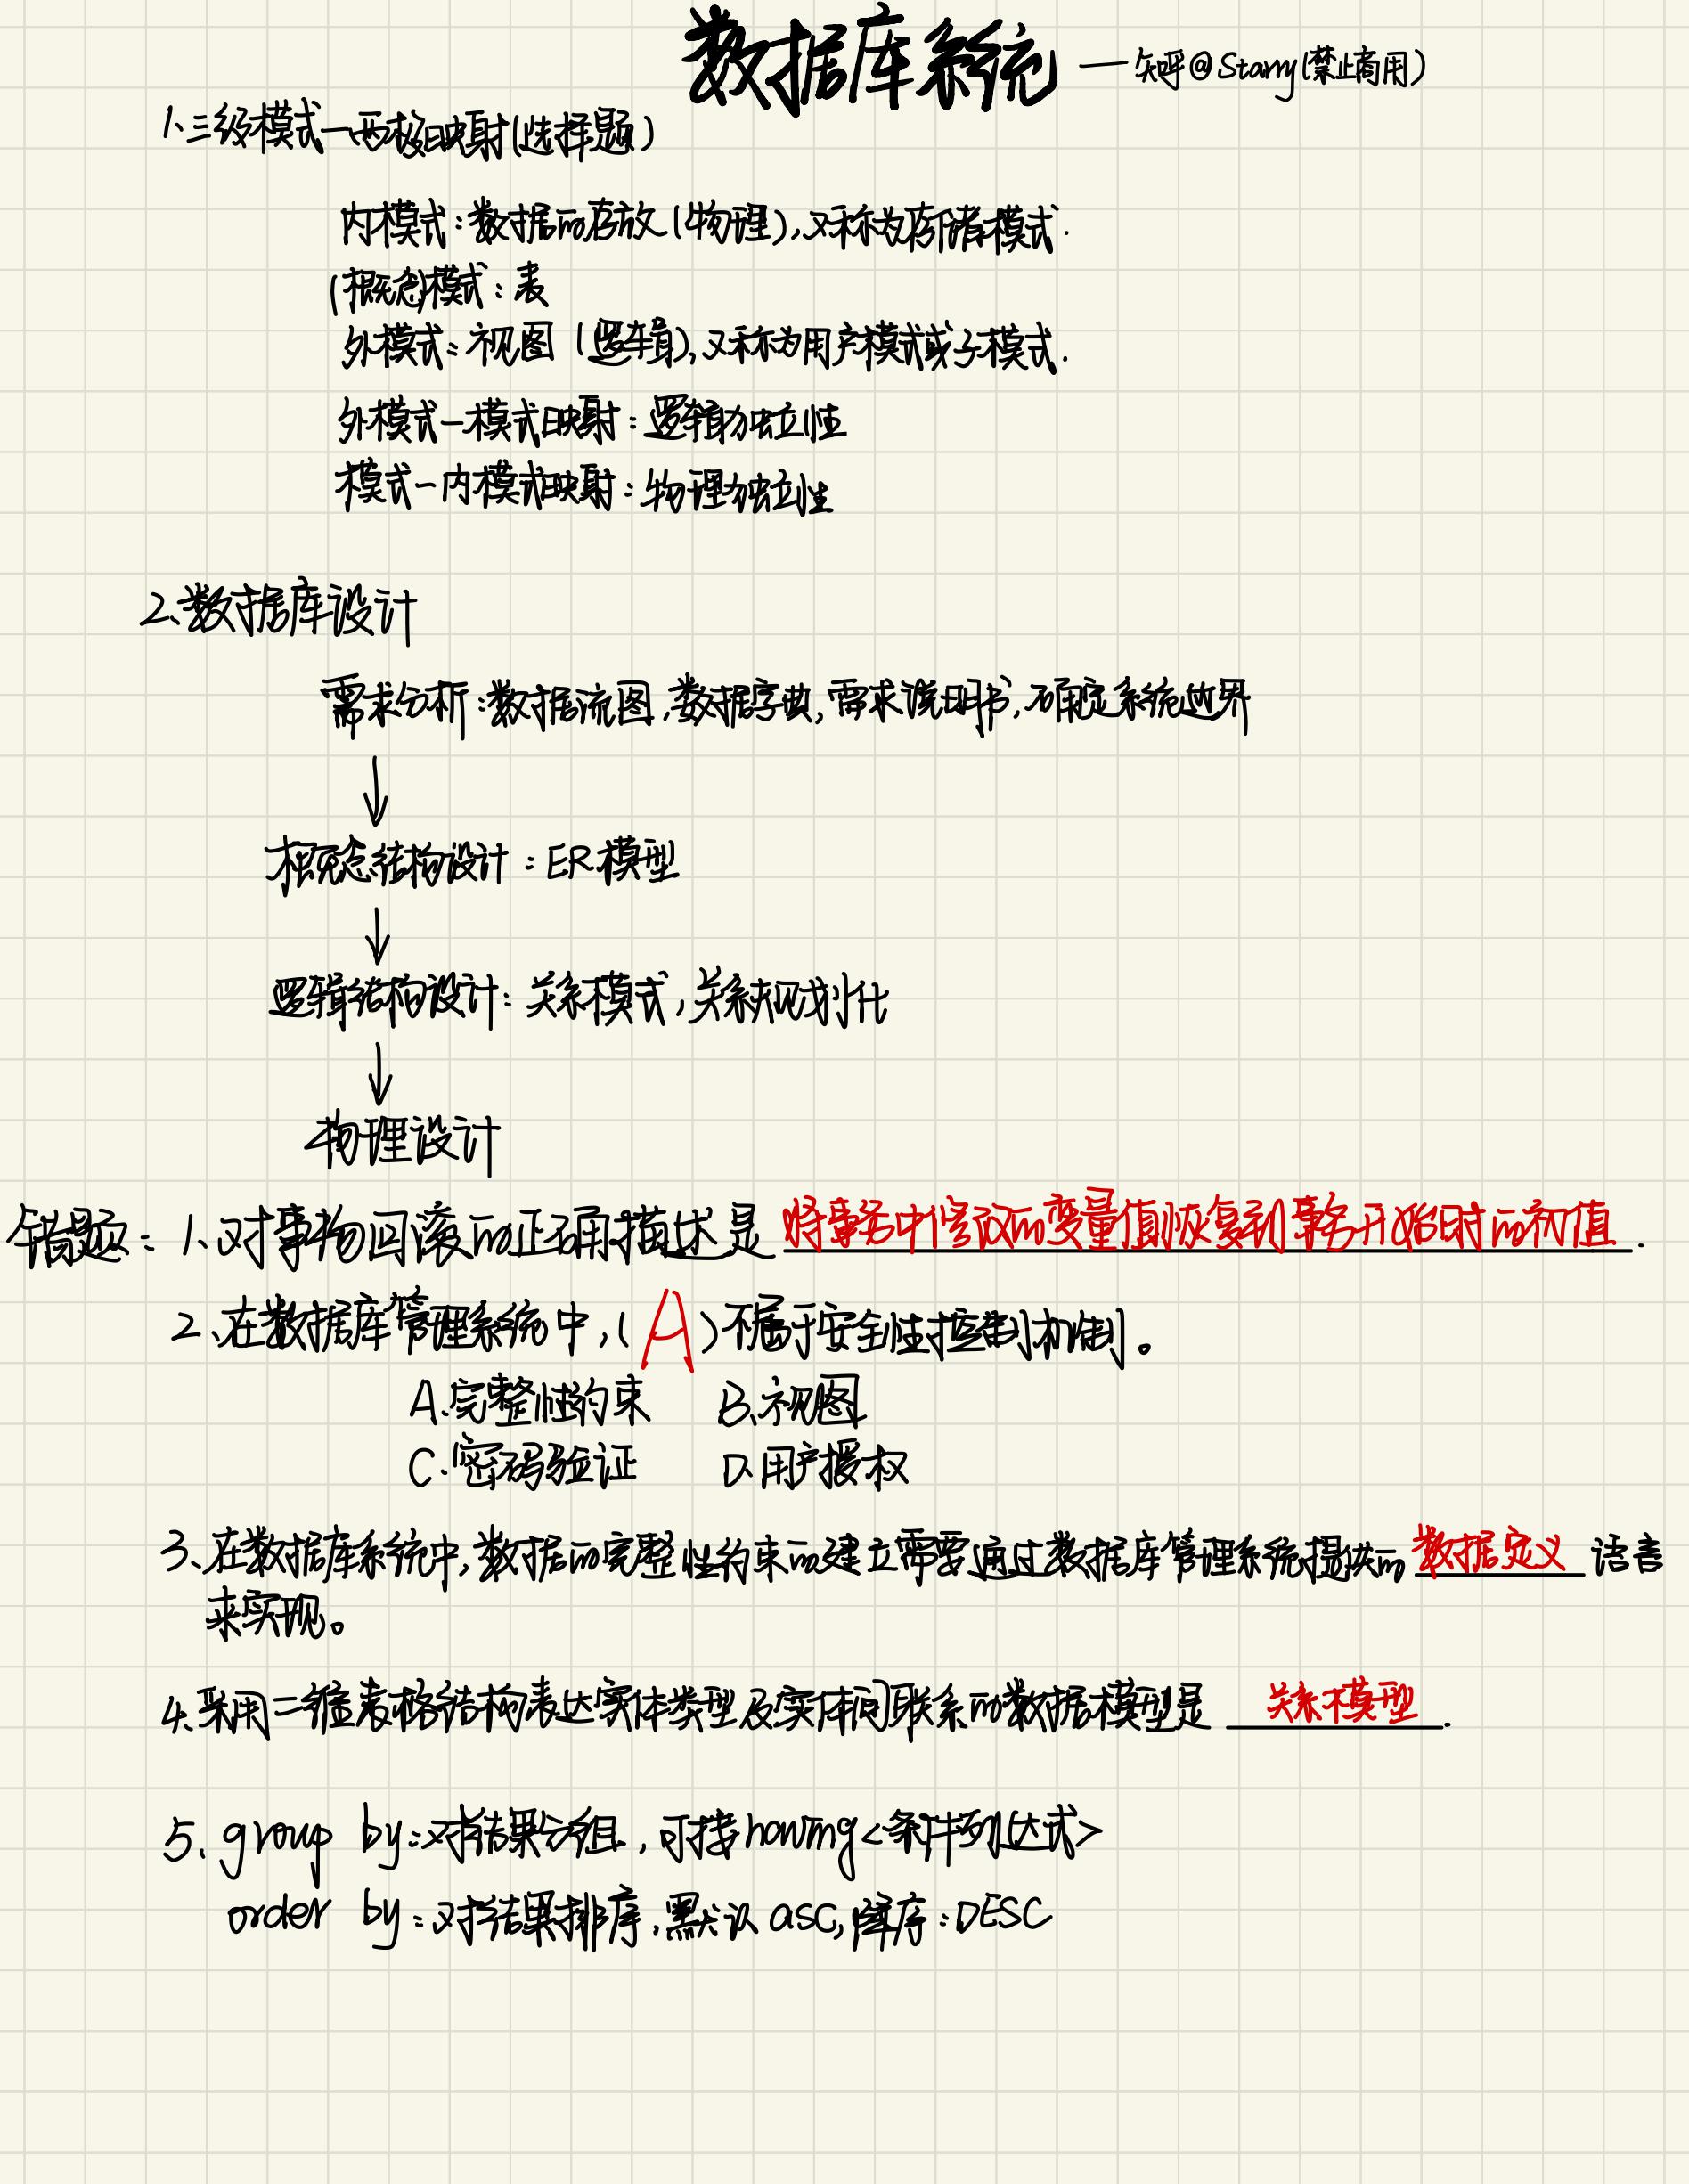 数据库系统 —知乎@Starry(禁止商用)
1、三级模式—两极映射(选择题)
内模式:数据的存放(物理),又称为存储模式.
(概念)模式:表
外模式:视图(逻辑),又称为用户模式或子模式.
外模式—模式映射:逻辑独立性
模式—内模式映射:物理独立性
2、数据库设计
需求分析:数据流图,数据字典,需求说明书,确定系统边界
↓
概念结构设计:ER模型
↓
逻辑结构设计:关系模式,关系规划化
↓
物理设计
错题: 1、对事物回滚的正确描述是 将事务中修改的变量值恢复到事务开始时的初值.
2、在数据库管理系统中,(A)不属于安全性控制机制。
A.完整性约束 B.视图
C.密码验证 D.用户授权
3、在数据库系统中,数据的完整性约束的建立需要通过数据库管理系统提供的 数据定义 语言
来实现。
4.采用二维表格结构表达实体类型及实体间联系的数据模型是 关系模型.
5. group by:对结果分组,可接having<条件列达式>
order by:对结果排序,默认asc,降序:DESC